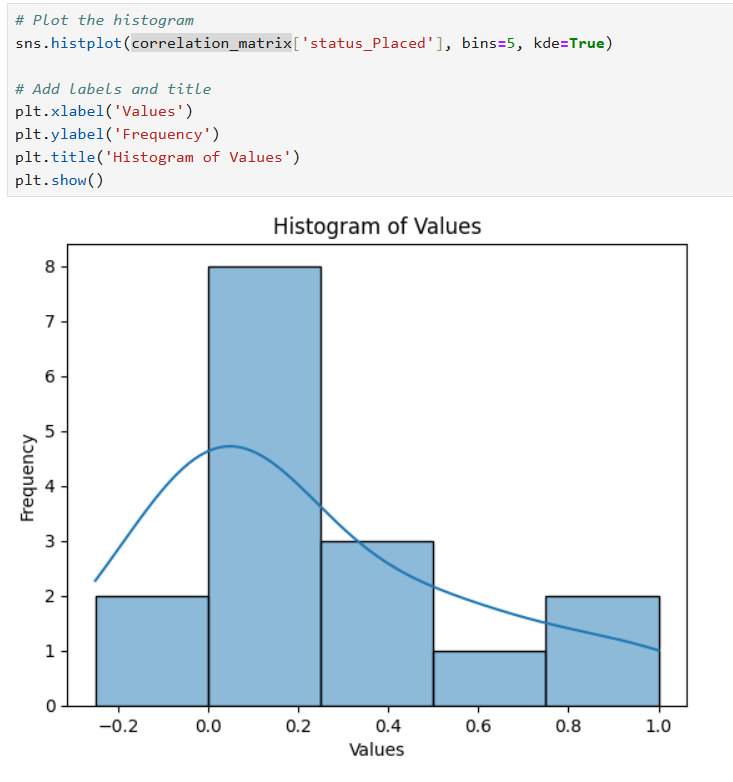 # Plot the histogram
sns.histplot(correlation_matrix['status_Placed'], bins=5, kde=True)
# Add labels and title
plt.xlabel('Values')
plt.ylabel('Frequency')
plt.title('Histogram of Values')
plt.show()
Histogram of Values
8
7
6
5
4
3
2
1
0
Frequency
−0.2 0.0 0.2 0.4 0.6 0.8 1.0
Values